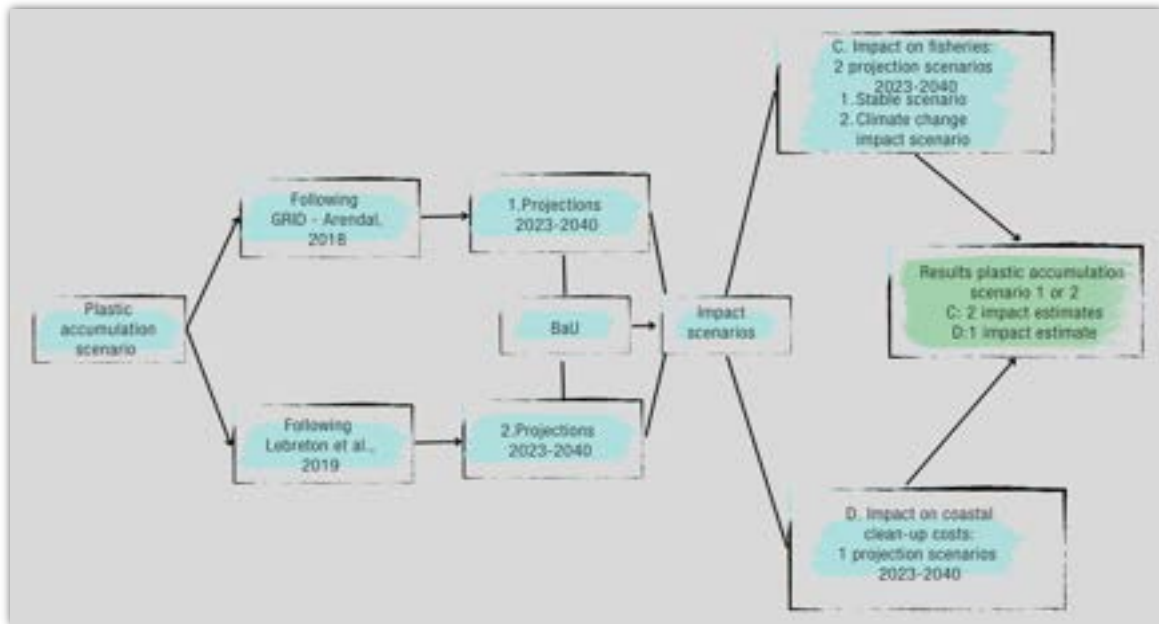 Plastic
accumulation
scenario
Following
GRID - Arendal,
2018
Following
Lebreton et al.,
2019
1.Projections
2023-2040
BaU
2.Projections
2023-2040
Impact
scenarios
C. Impact on fisheries:
2 projection scenarios
2023-2040
1.Stable scenario
2.Climate change
impact scenario
D. Impact on coastal
clean-up costs:
1 projection scenarios
2023-2040
Results plastic accumulation
scenario 1 or 2
C: 2 impact estimates
D:1 impact estimate